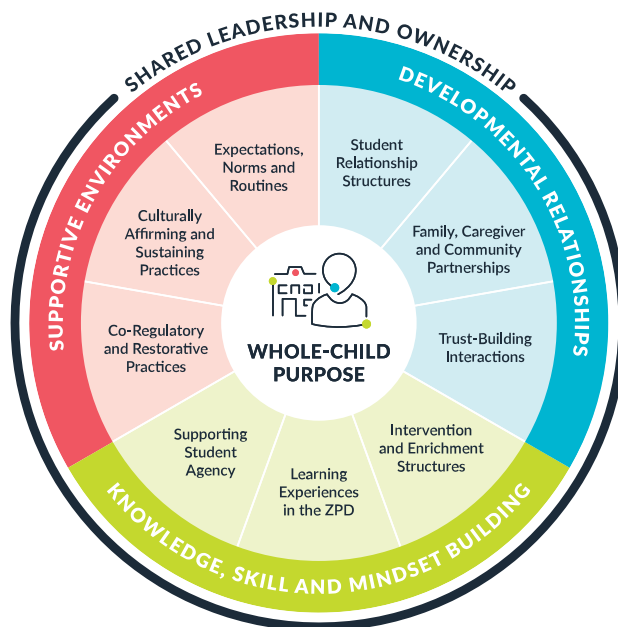 SHARED LEADERSHIP AND OWNERSHIP
SUPPORTIVE ENVIRONMENTS
DEVELOPMENTAL RELATIONSHIPS
Expectations,
Norms and
Routines
Student
Relationship
Structures
Culturally
Affirming and
Sustaining
Practices
Family, Caregiver
and Community
Partnerships
Co-Regulatory
and Restorative
Practices
WHOLE-CHILD
PURPOSE
Trust-Building
Interactions
Supporting
Student
Agency
Learning
Experiences
in the ZPD
Intervention
and Enrichment
Structures
KNOWLEDGE, SKILL AND MINDSET BUILDING